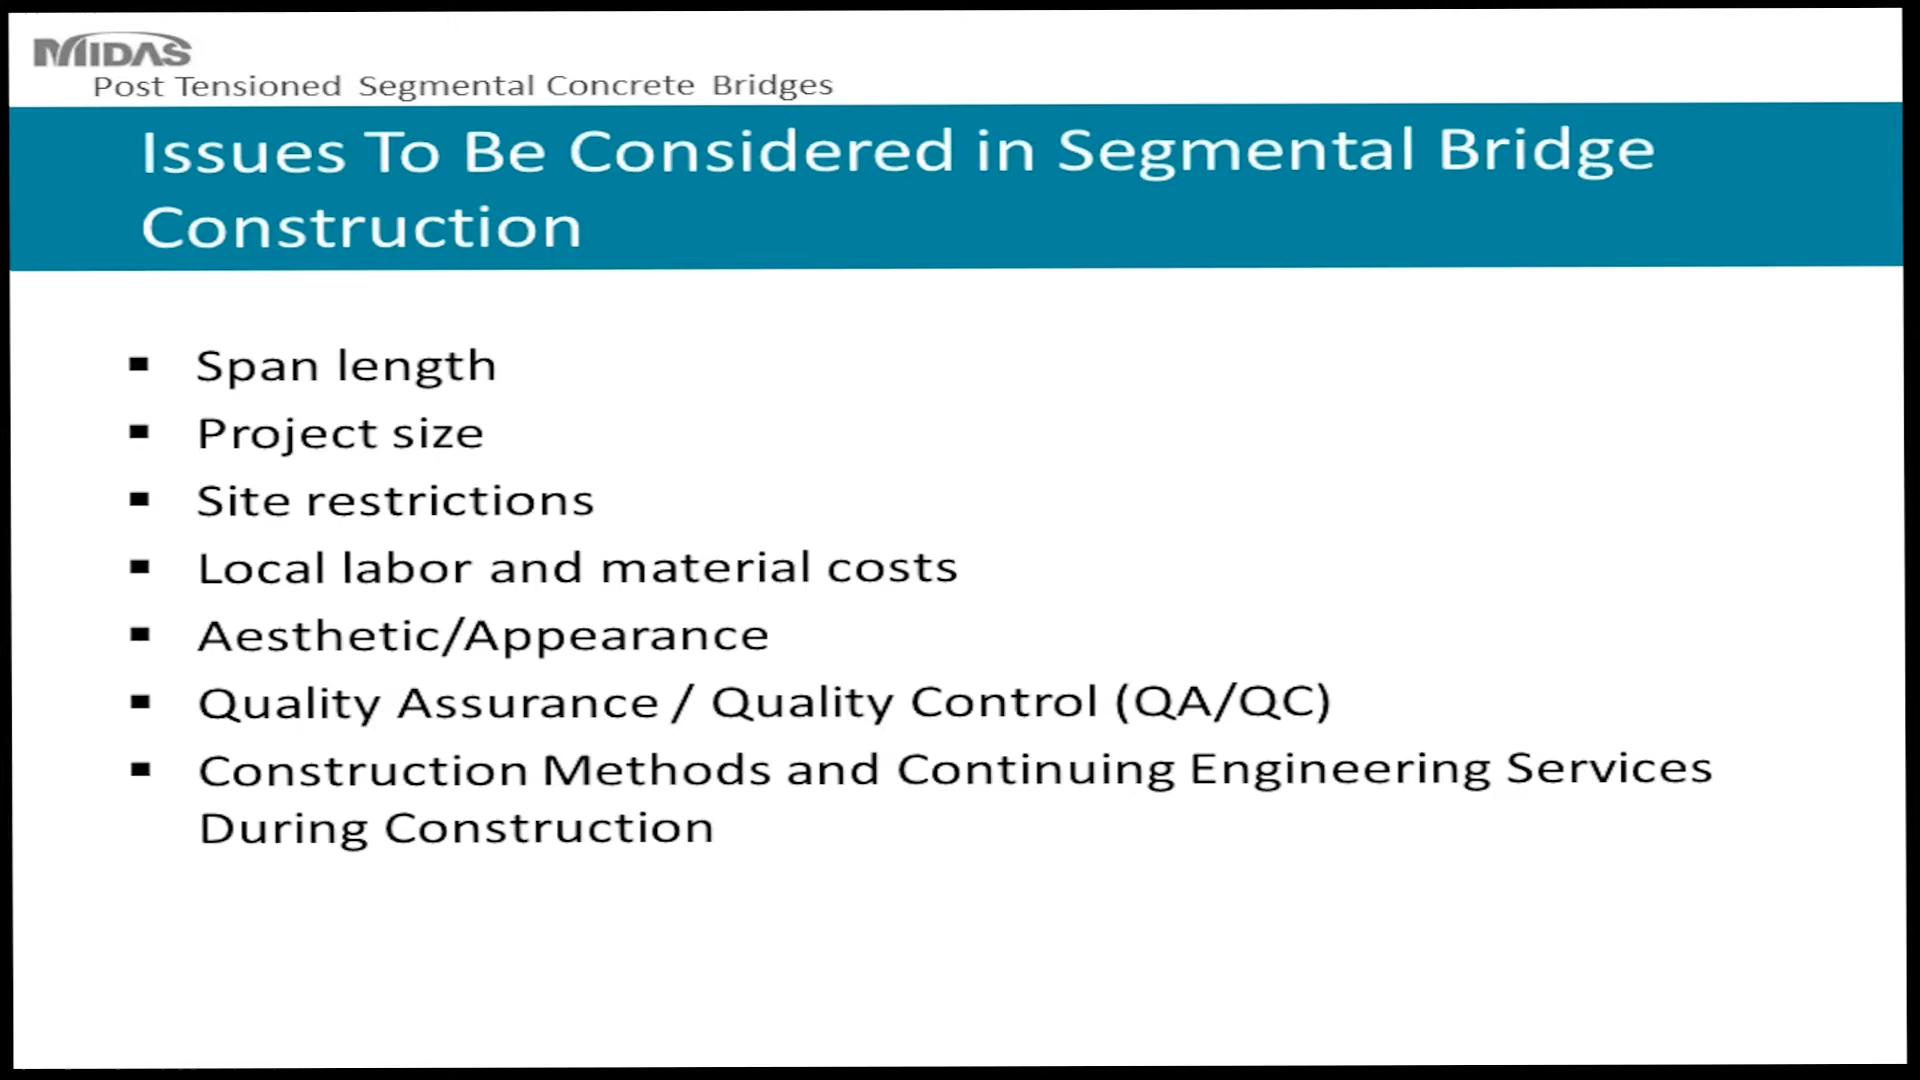 MIDAS
Post Tensioned Segmental Concrete Bridges
Issues To Be Considered in Segmental Bridge
Construction
▪ Span length
▪ Project size
▪ Site restrictions
▪ Local labor and material costs
▪ Aesthetic/Appearance
▪ Quality Assurance / Quality Control (QA/QC)
▪ Construction Methods and Continuing Engineering Services
During Construction